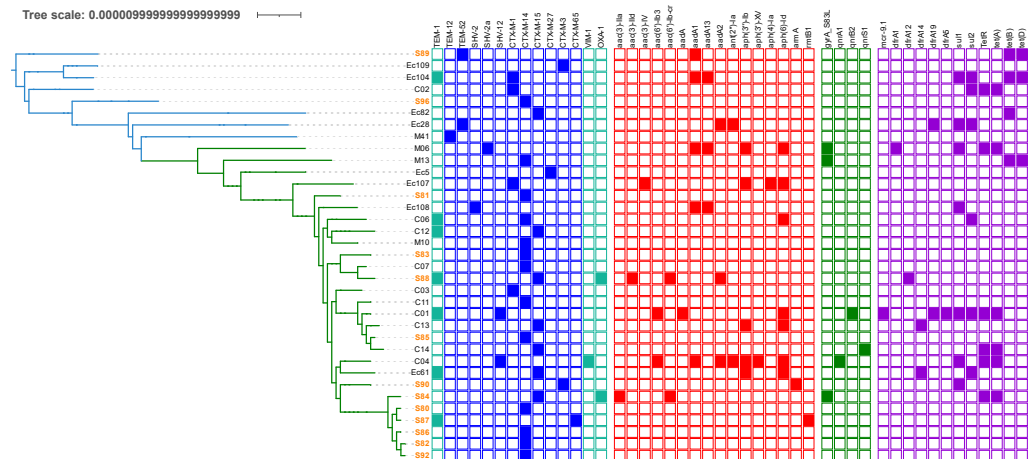 Tree scale: 0.000009999999999999999
TEM-1
TEM-12
TEM-52
SHV-2
SHV-2a
SHV-12
CTX-M-1
CTX-M-14
CTX-M-15
CTX-M-27
CTX-M-3
CTX-M-65
VIM-1
OXA-1
aac(3)-IIa
aac(3)-IId
aac(3)-IV
aac(6')-Ib3
aac(6')-Ib-cr
aadA
aadA1
aadA13
aadA2
ant(2")-Ia
aph(3')-Ib
aph(3')-XV
aph(4)-Ia
aph(6)-Id
armA
rmtB1
gyrA_S83L
qnrA1
qnrB2
qnrS1
mcr-9.1
dfrA1
dfrA12
dfrA14
dfrA19
dfrA5
sul1
sul2
TetR
tet(A)
tet(B)
tet(D)
S89
Ec109
Ec104
C02
S96
Ec82
Ec28
M41
M06
M13
Ec5
Ec107
S81
Ec108
C06
C12
M10
S83
C07
S88
C03
C11
C01
C13
S85
C14
C04
Ec61
S90
S84
S80
S87
S86
S82
S92